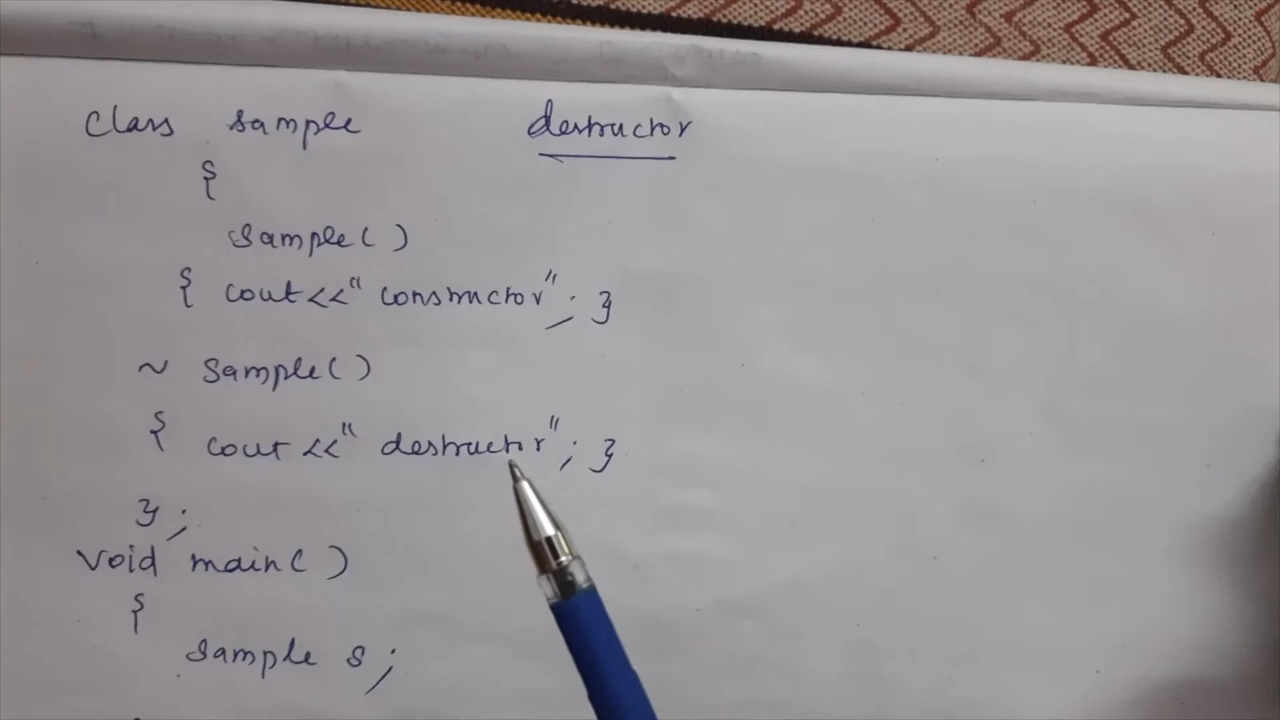 class sample destructor
{
sample( )
{ cout<<" constructor" ; }
~ sample( )
{ cout <<" destructor" ; }
} ;
void main( )
{
sample s ;